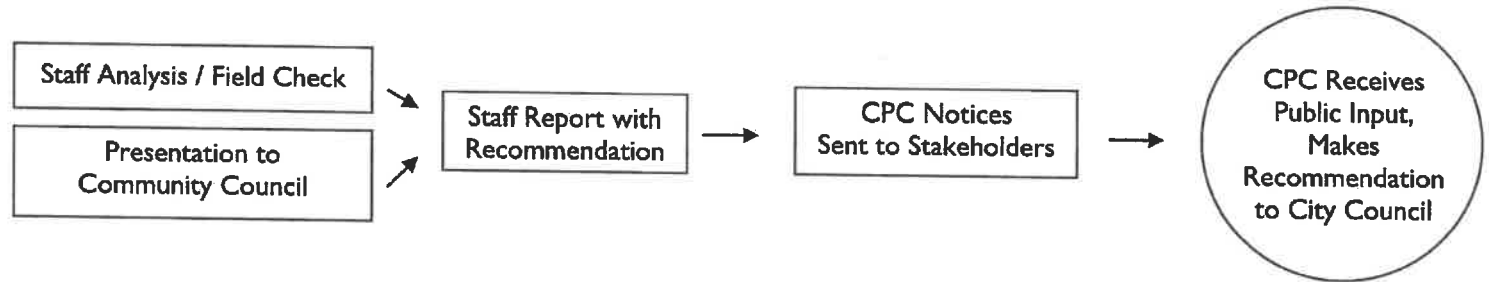 Staff Analysis / Field Check
Presentation to
Community Council
Staff Report with
Recommendation
CPC Notices
Sent to Stakeholders
CPC Receives
Public Input,
Makes
Recommendation
to City Council